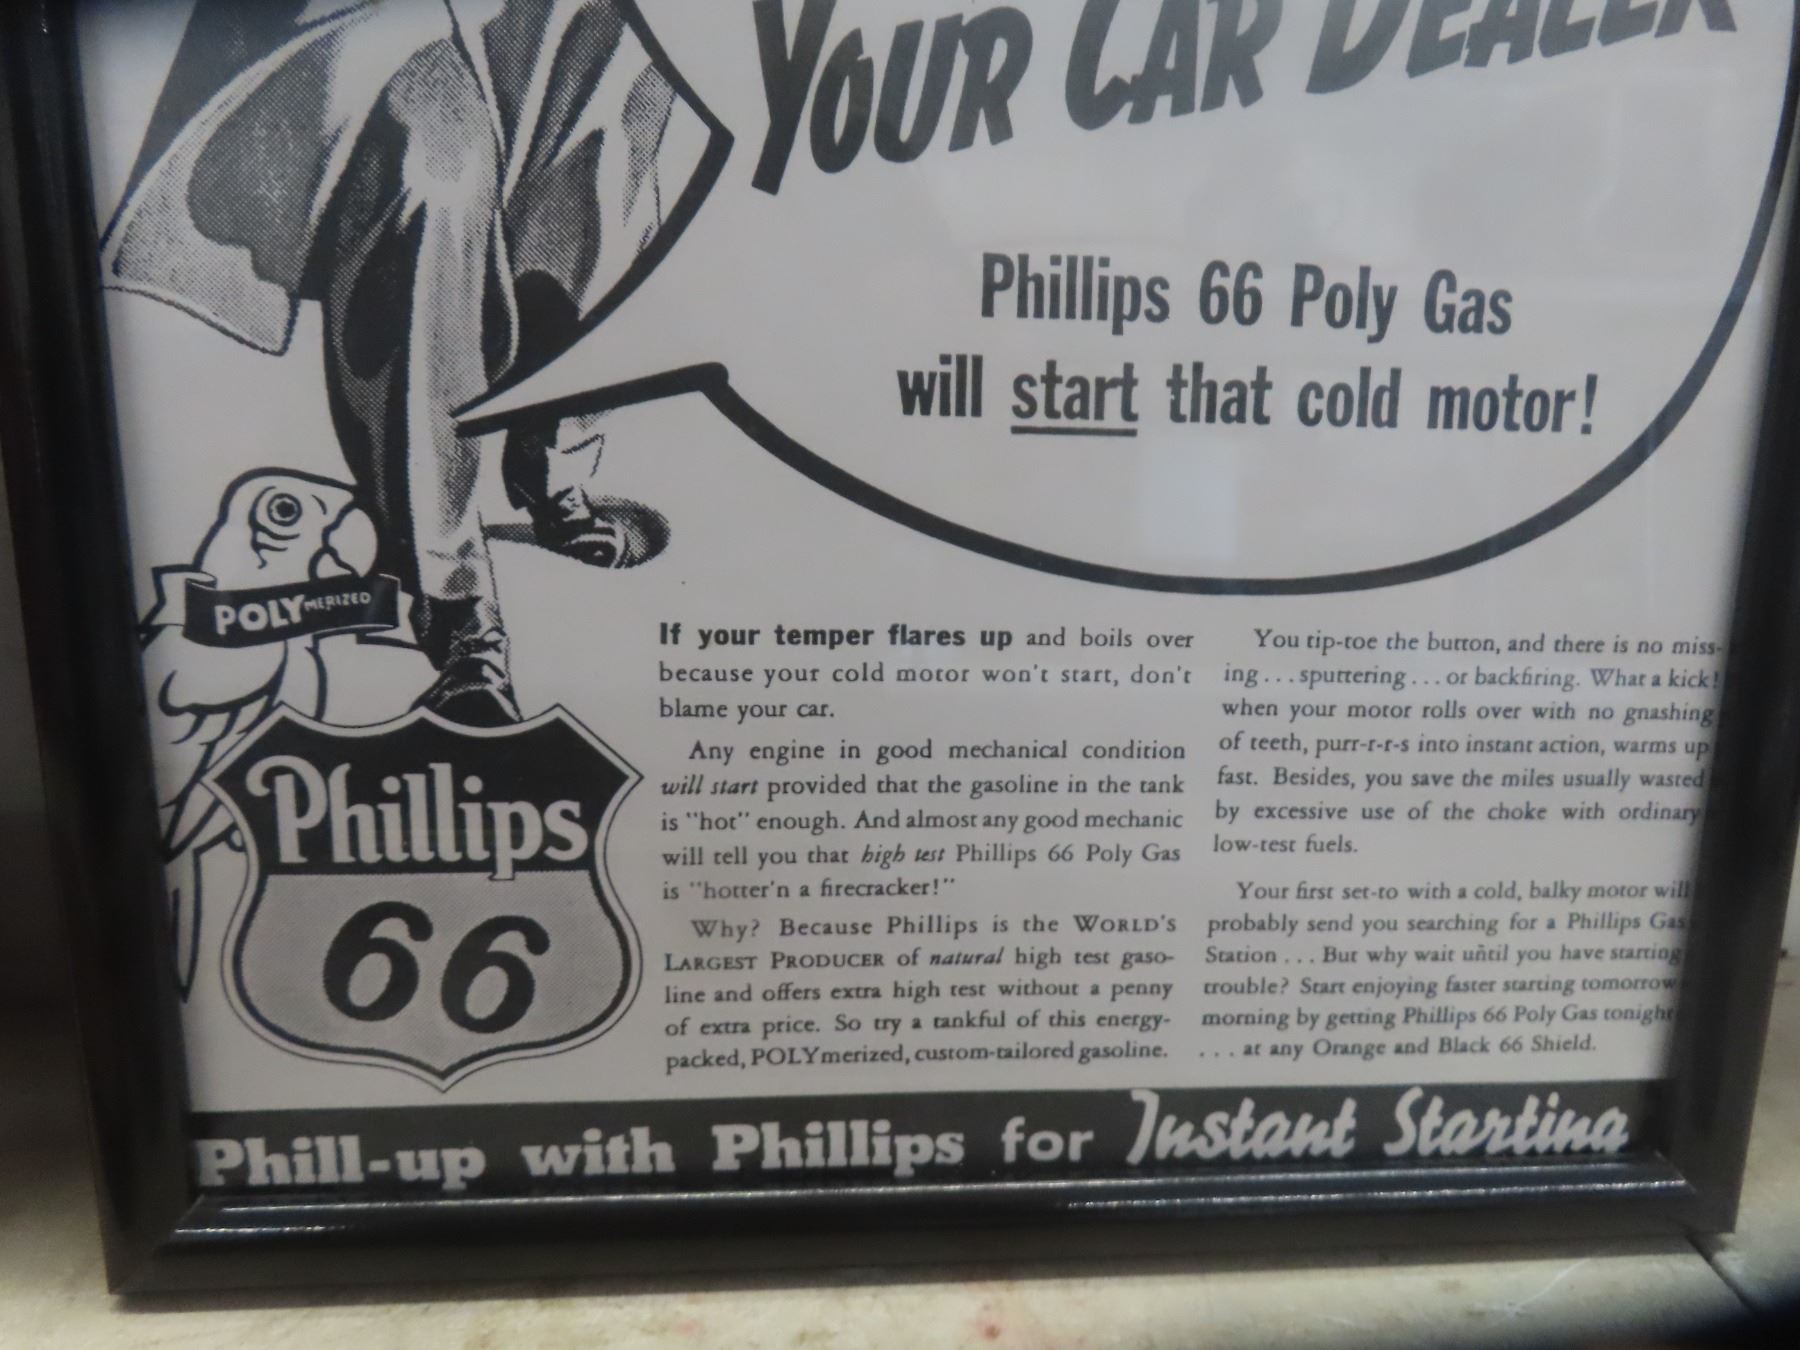 YOUR CAR DEALER
Phillips 66 Poly Gas
will start that cold motor!
POLYMERIZED
Phillips
66
If your temper flares up and boils over
because your cold motor won't start, don't
blame your car.
Any engine in good mechanical condition
will start provided that the gasoline in the tank
is "hot" enough. And almost any good mechanic
will tell you that high test Phillips 66 Poly Gas
is "hotter'n a firecracker!"
Why? Because Phillips is the WORLD'S
LARGEST PRODUCER of natural high test gaso-
line and offers extra high test without a penny
of extra price. So try a tankful of this energy-
packed, POLYmerized, custom-tailored gasoline.
You tip-toe the button, and there is no miss-
ing...sputtering...or backfiring. What a kick!
when your motor rolls over with no gnashing
of teeth, purr-r-r-s into instant action, warms up
fast. Besides, you save the miles usually wasted
by excessive use of the choke with ordinary
low-test fuels.
Your first set-to with a cold, balky motor will
probably send you searching for a Phillips Gas
Station... But why wait until you have starting
trouble? Start enjoying faster starting tomorrow
morning by getting Phillips 66 Poly Gas tonight
... at any Orange and Black 66 Shield.
Phill-up with Phillips for Instant Starting